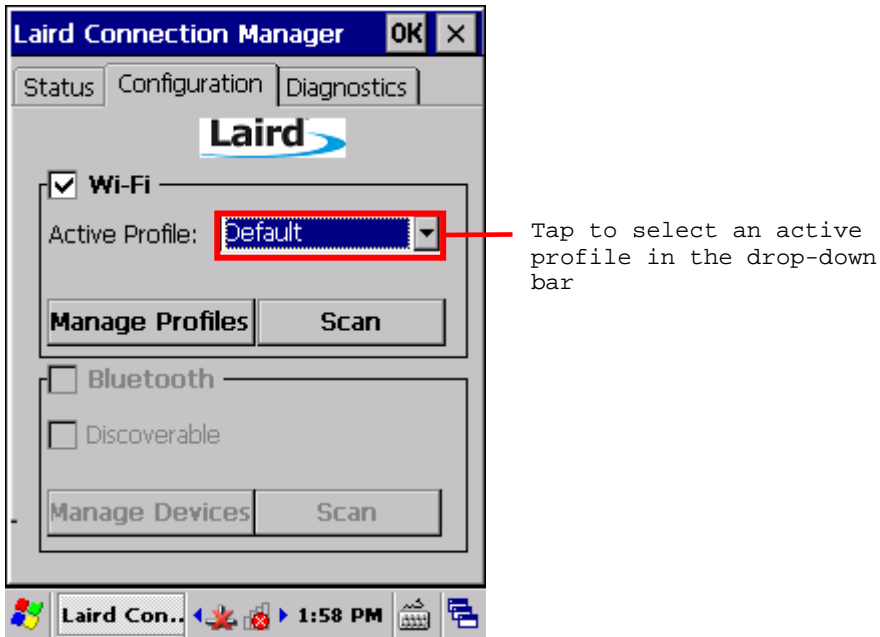 Laird Connection Manager OK ×
Status Configuration Diagnostics
Laird
Wi-Fi
Active Profile: Default
Tap to select an active
profile in the drop-down
bar
Manage Profiles Scan
Bluetooth
Discoverable
Manage Devices Scan
Laird Con.. 1:58 PM